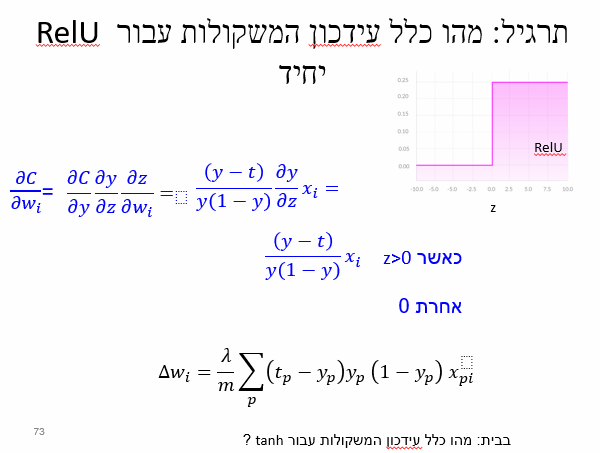 תרגיל: מהו כלל עידכון המשקולות עבור RelU
יחיד
0.25
0.20
0.15
0.10
0.05
0.00
RelU
-10.0 -7.5 -5.0 -2.5 0.0 2.5 5.0 7.5 10.0
z
∂C/∂w_i = ∂C/∂y ∂y/∂z ∂z/∂w_i = (y − t)/y(1 − y) ∂y/∂z x_i =
(y − t)/y(1 − y) x_i כאשר z>0
אחרת 0
Δw_i = λ/m ∑_p (t_p − y_p)y_p (1 − y_p) x_pi
73
בבית: מהו כלל עידכון המשקולות עבור tanh ?